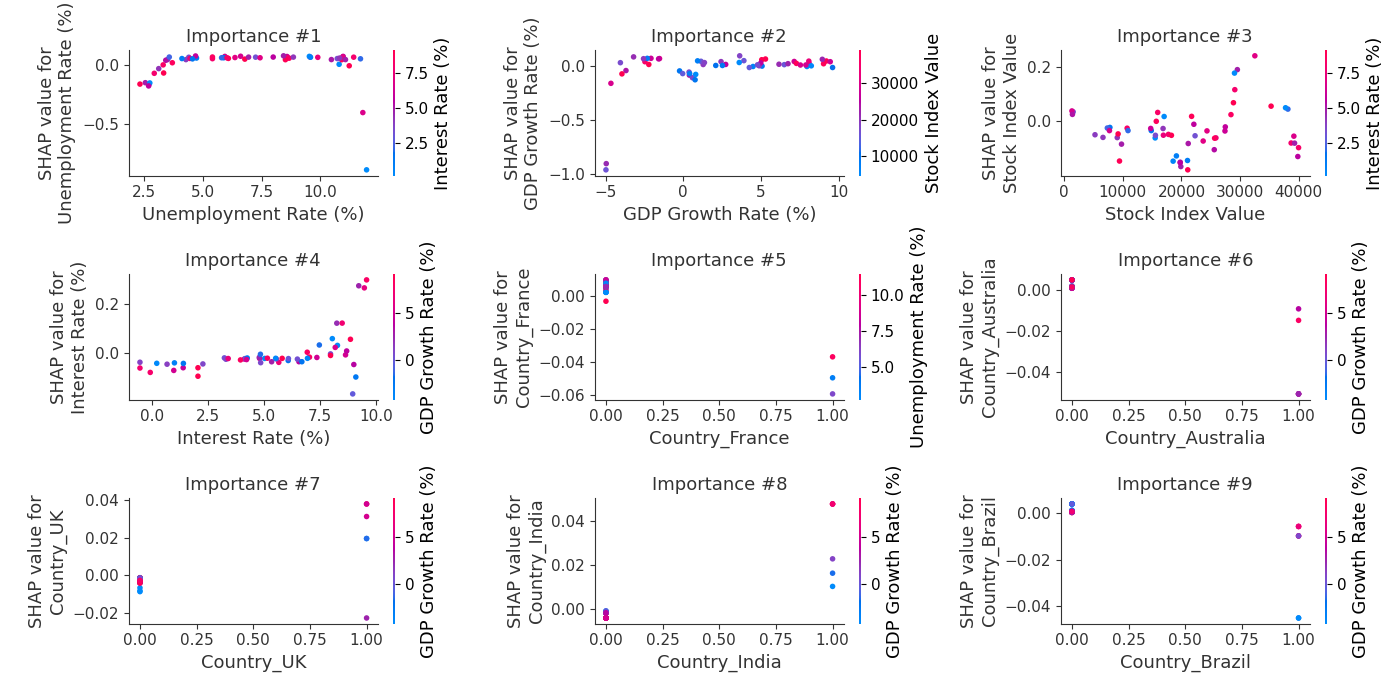 Importance #1
SHAP value for
Unemployment Rate (%)
0.0
−0.5
2.5
5.0
7.5
10.0
Unemployment Rate (%)
7.5
5.0
2.5
Interest Rate (%)
Importance #2
SHAP value for
GDP Growth Rate (%)
0.0
−0.5
−1.0
−5
0
5
10
GDP Growth Rate (%)
30000
20000
10000
Stock Index Value
Importance #3
SHAP value for
Stock Index Value
0.2
0.0
0
10000
20000
30000
40000
Stock Index Value
7.5
5.0
2.5
Interest Rate (%)
Importance #4
SHAP value for
Interest Rate (%)
0.2
0.0
0.0
2.5
5.0
7.5
10.0
Interest Rate (%)
5
0
GDP Growth Rate (%)
Importance #5
SHAP value for
Country_France
0.00
−0.02
−0.04
−0.06
0.00
0.25
0.50
0.75
1.00
Country_France
10.0
7.5
5.0
Unemployment Rate (%)
Importance #6
SHAP value for
Country_Australia
0.00
−0.02
−0.04
0.00
0.25
0.50
0.75
1.00
Country_Australia
5
0
GDP Growth Rate (%)
Importance #7
SHAP value for
Country_UK
0.04
0.02
0.00
−0.02
0.00
0.25
0.50
0.75
1.00
Country_UK
5
0
GDP Growth Rate (%)
Importance #8
SHAP value for
Country_India
0.04
0.02
0.00
0.00
0.25
0.50
0.75
1.00
Country_India
5
0
GDP Growth Rate (%)
Importance #9
SHAP value for
Country_Brazil
0.00
−0.02
−0.04
0.00
0.25
0.50
0.75
1.00
Country_Brazil
5
0
GDP Growth Rate (%)